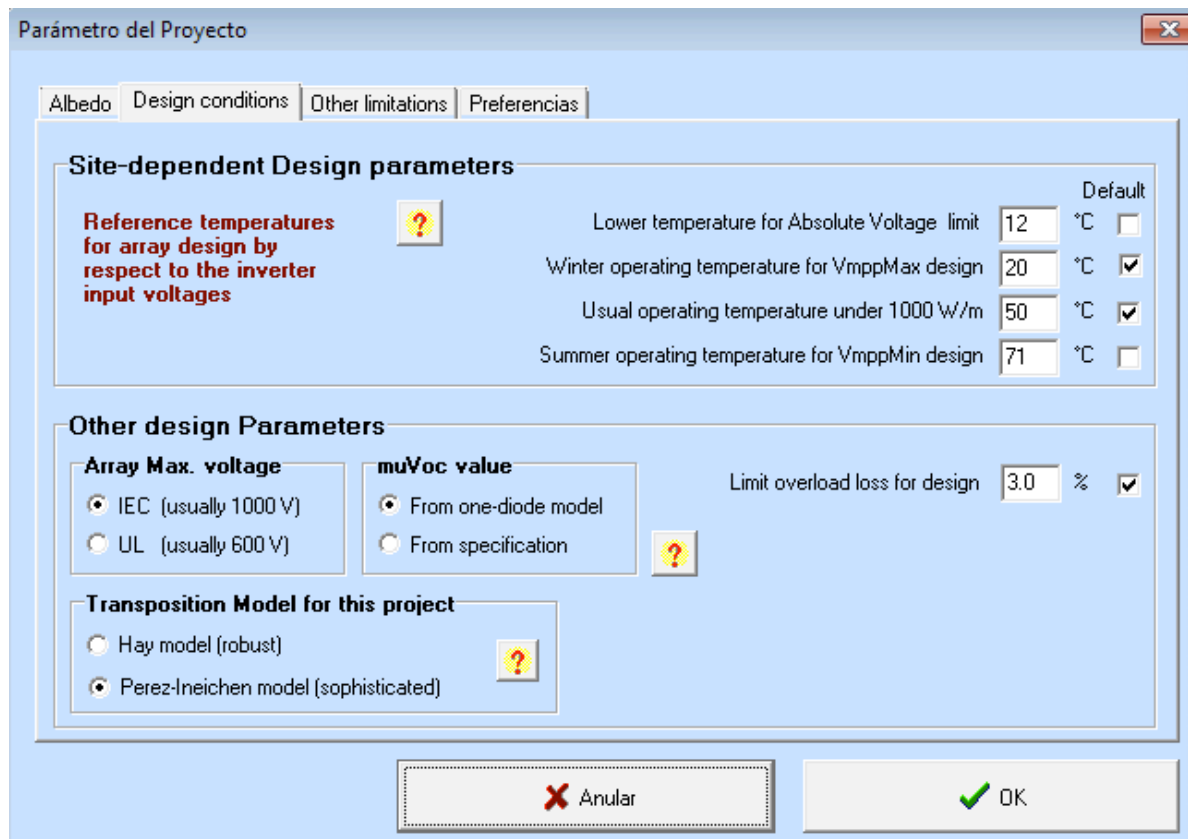 Parámetro del Proyecto
Albedo
Design conditions
Other limitations
Preferencias
Site-dependent Design parameters
Default
Reference temperatures
for array design by
respect to the inverter
input voltages
?
Lower temperature for Absolute Voltage limit 12 °C
Winter operating temperature for VmppMax design 20 °C
Usual operating temperature under 1000 W/m 50 °C
Summer operating temperature for VmppMin design 71 °C
Other design Parameters
Array Max. voltage
IEC (usually 1000 V)
UL (usually 600 V)
muVoc value
From one-diode model
From specification
?
Limit overload loss for design 3.0 %
Transposition Model for this project
Hay model (robust)
Perez-Ineichen model (sophisticated)
?
Anular
OK